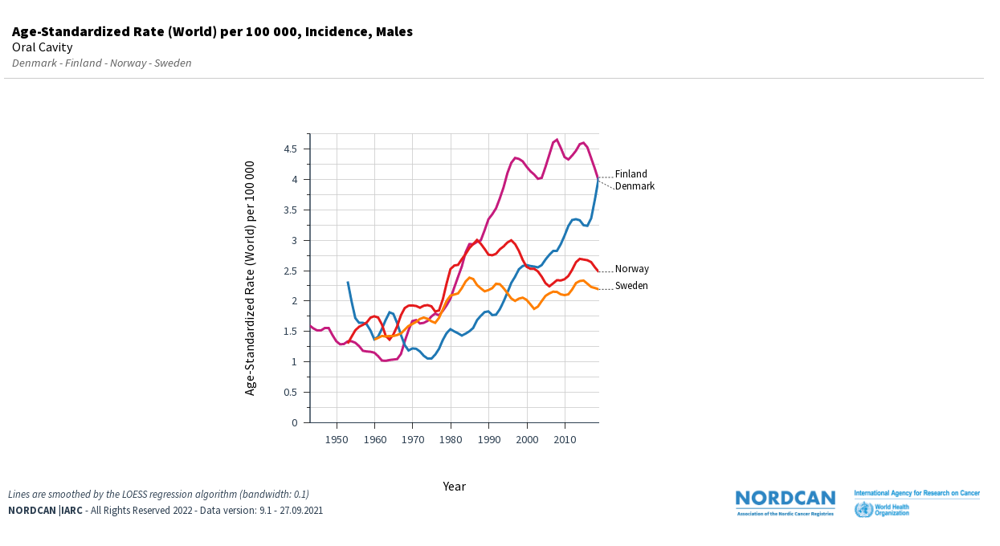 Age-Standardized Rate (World) per 100 000, Incidence, Males
Oral Cavity
Denmark - Finland - Norway - Sweden
Age-Standardized Rate (World) per 100 000
4.5
4
3.5
3
2.5
2
1.5
1
0.5
0
Finland
Denmark
Norway
Sweden
1950 1960 1970 1980 1990 2000 2010
Year
Lines are smoothed by the LOESS regression algorithm (bandwidth: 0.1)
NORDCAN |IARC - All Rights Reserved 2022 - Data version: 9.1 - 27.09.2021
NORDCAN
Association of the Nordic Cancer Registries
International Agency for Research on Cancer
World Health
Organization